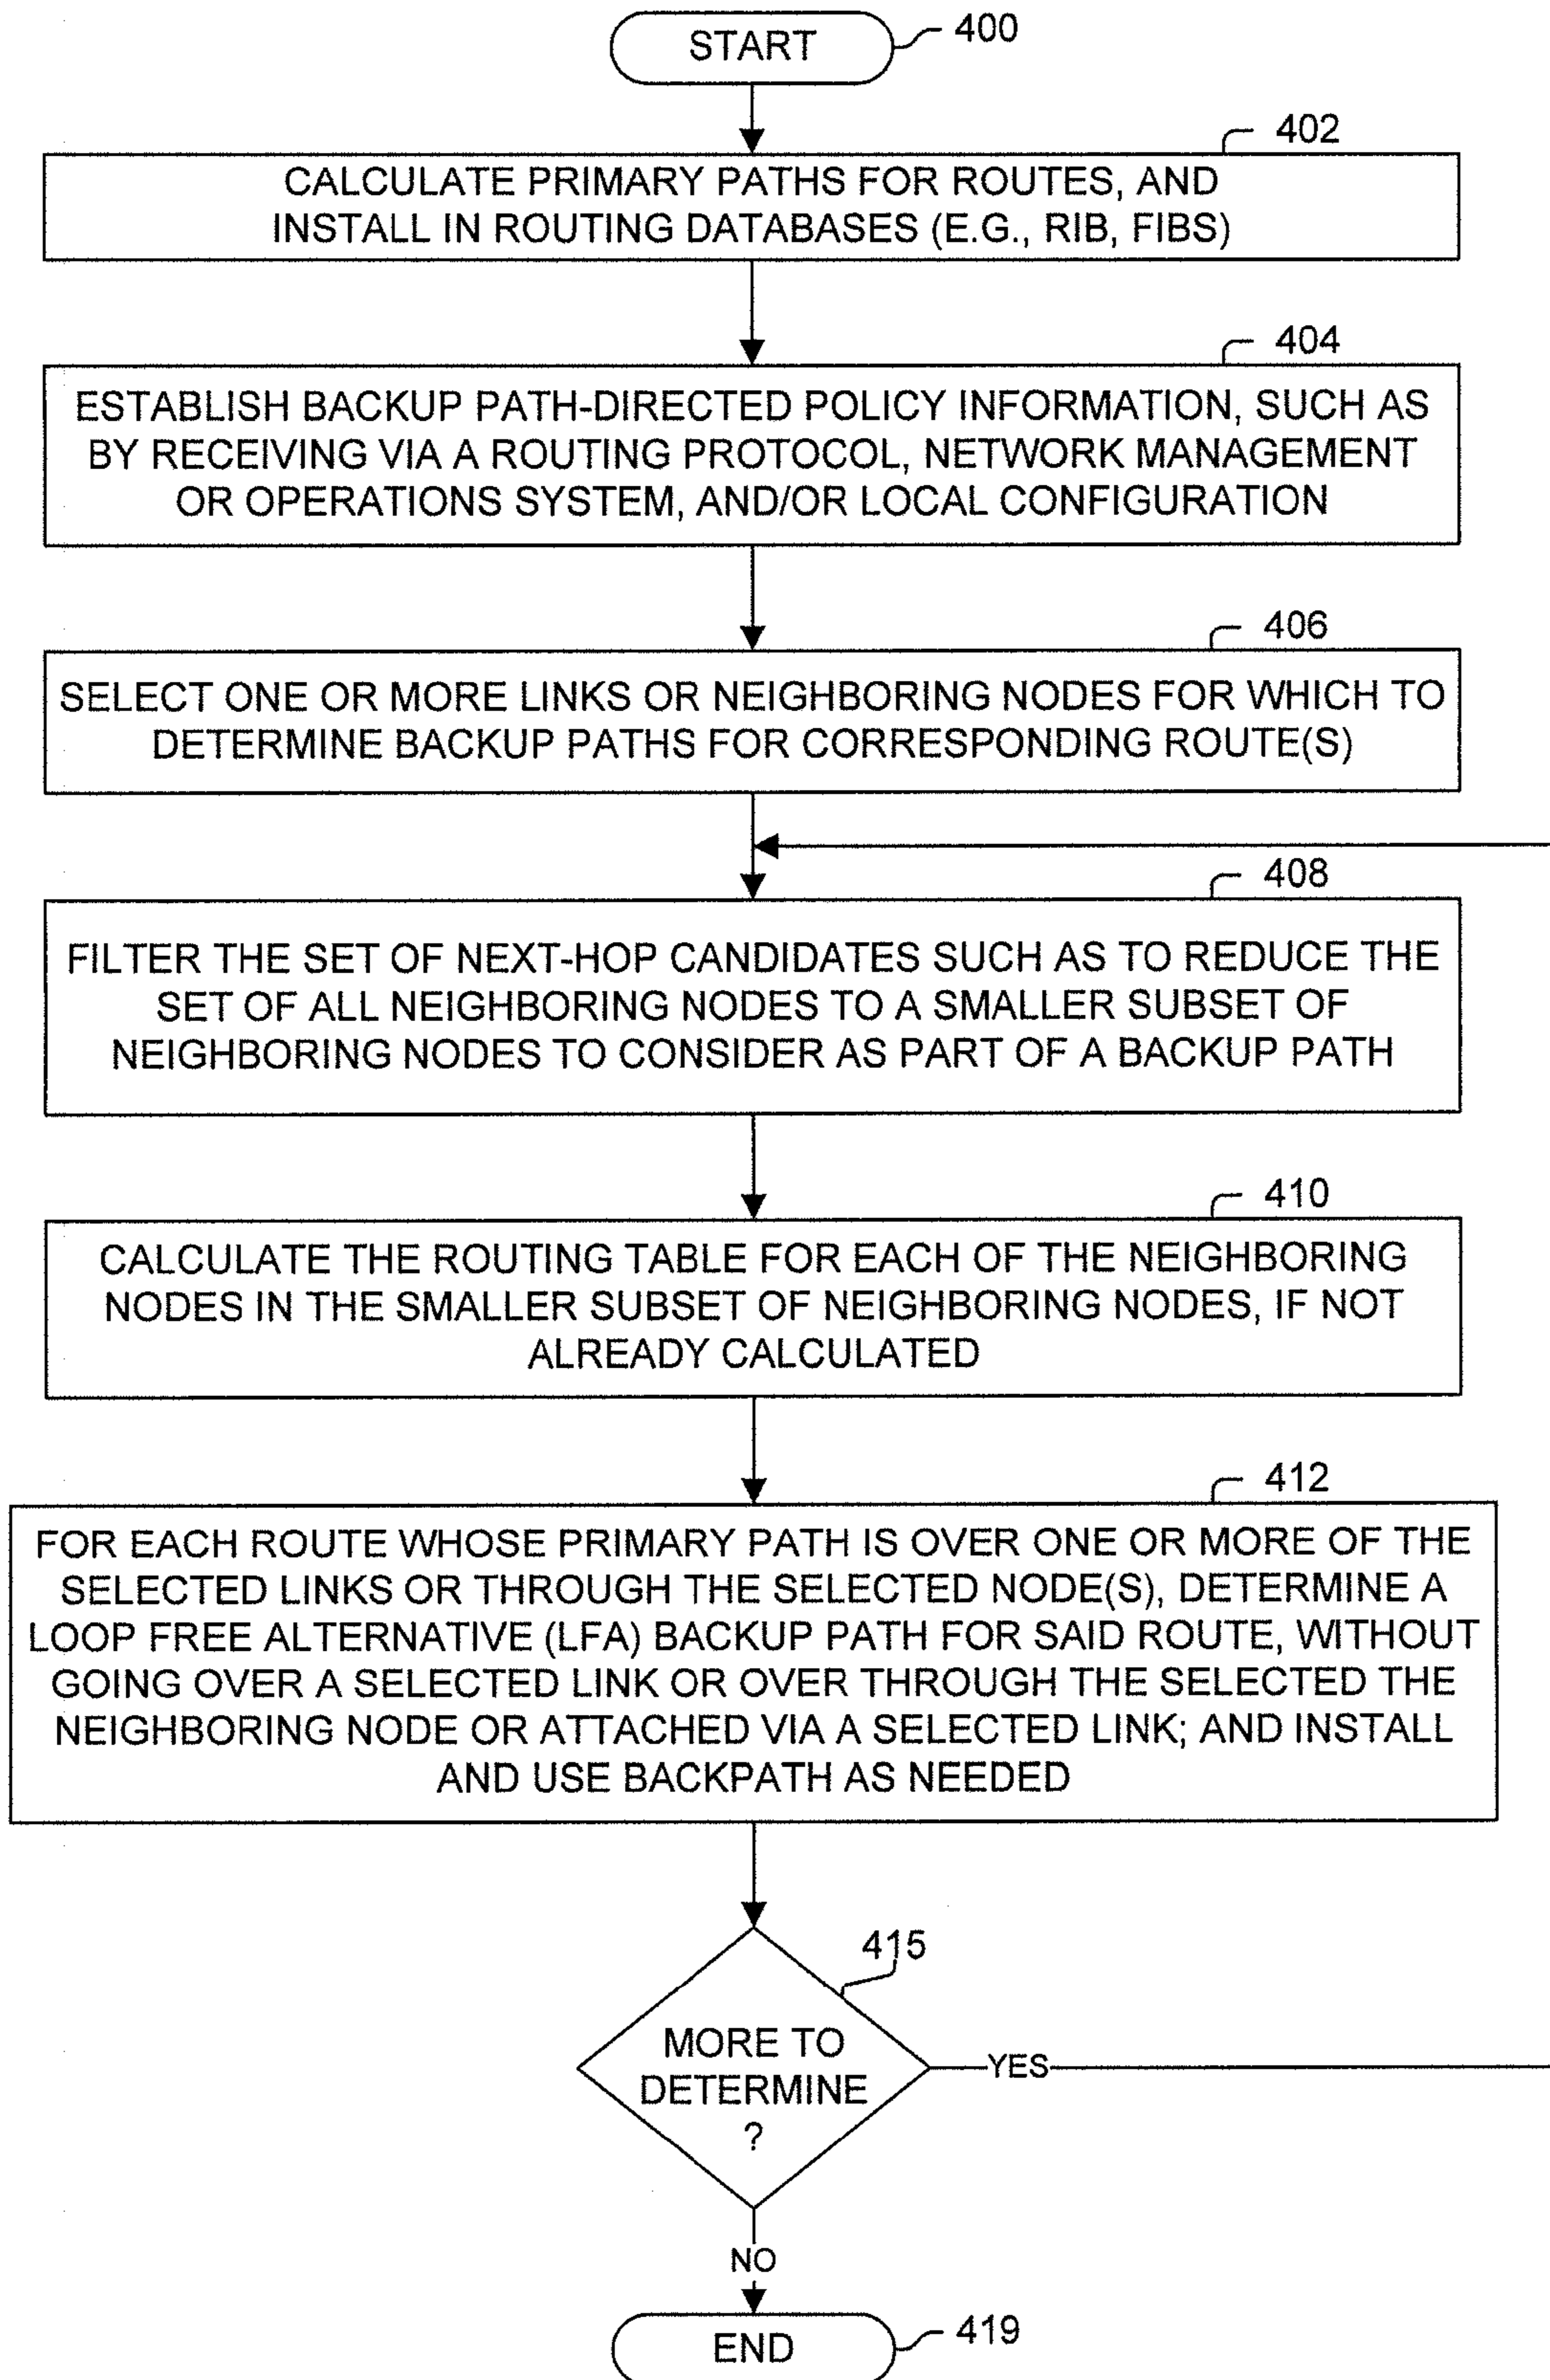 START
400
402
CALCULATE PRIMARY PATHS FOR ROUTES, AND
INSTALL IN ROUTING DATABASES (E.G., RIB, FIBS)
404
ESTABLISH BACKUP PATH-DIRECTED POLICY INFORMATION, SUCH AS
BY RECEIVING VIA A ROUTING PROTOCOL, NETWORK MANAGEMENT
OR OPERATIONS SYSTEM, AND/OR LOCAL CONFIGURATION
406
SELECT ONE OR MORE LINKS OR NEIGHBORING NODES FOR WHICH TO
DETERMINE BACKUP PATHS FOR CORRESPONDING ROUTE(S)
408
FILTER THE SET OF NEXT-HOP CANDIDATES SUCH AS TO REDUCE THE
SET OF ALL NEIGHBORING NODES TO A SMALLER SUBSET OF
NEIGHBORING NODES TO CONSIDER AS PART OF A BACKUP PATH
410
CALCULATE THE ROUTING TABLE FOR EACH OF THE NEIGHBORING
NODES IN THE SMALLER SUBSET OF NEIGHBORING NODES, IF NOT
ALREADY CALCULATED
412
FOR EACH ROUTE WHOSE PRIMARY PATH IS OVER ONE OR MORE OF THE
SELECTED LINKS OR THROUGH THE SELECTED NODE(S), DETERMINE A
LOOP FREE ALTERNATIVE (LFA) BACKUP PATH FOR SAID ROUTE, WITHOUT
GOING OVER A SELECTED LINK OR OVER THROUGH THE SELECTED THE
NEIGHBORING NODE OR ATTACHED VIA A SELECTED LINK; AND INSTALL
AND USE BACKPATH AS NEEDED
415
MORE TO
DETERMINE
?
YES
NO
END
419